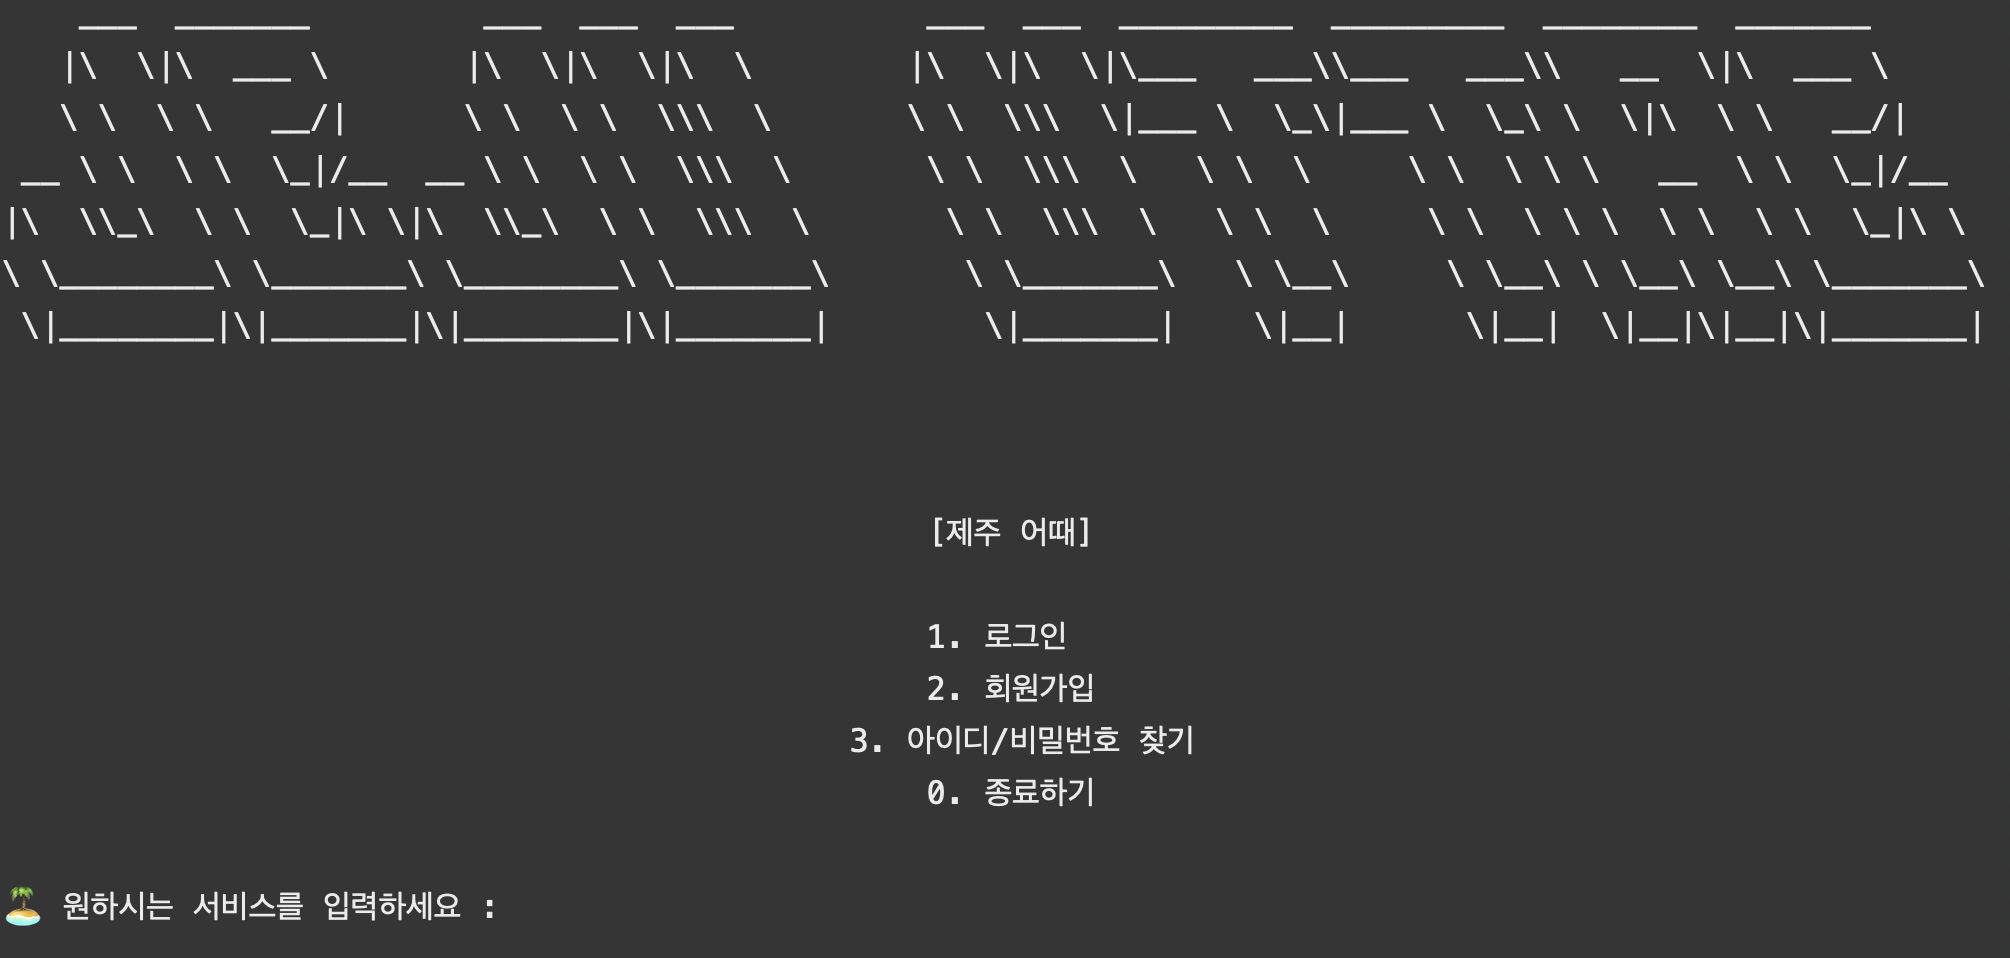 JEJU UTTAE
[제주 어때]
1. 로그인
2. 회원가입
3. 아이디/비밀번호 찾기
0. 종료하기
🏝️ 원하시는 서비스를 입력하세요 :